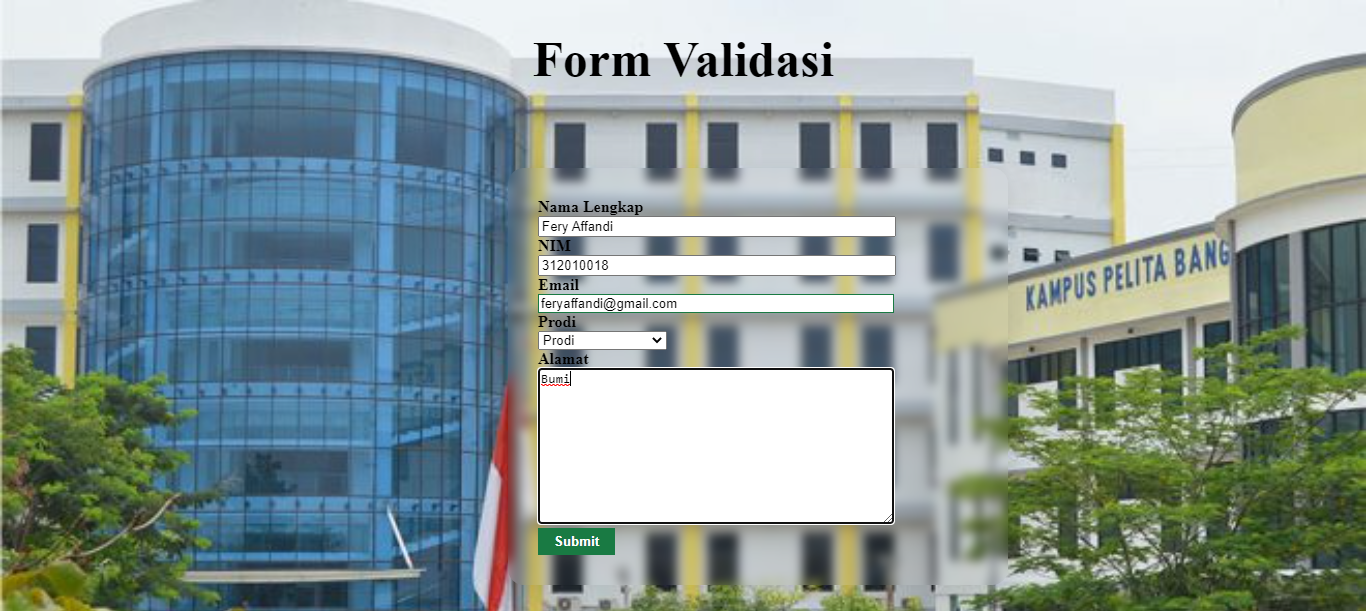 Form Validasi
Nama Lengkap
Fery Affandi
NIM
312010018
Email
feryaffandi@gmail.com
Prodi
Prodi
Alamat
Bumi
Submit
KAMPUS PELITA BANG